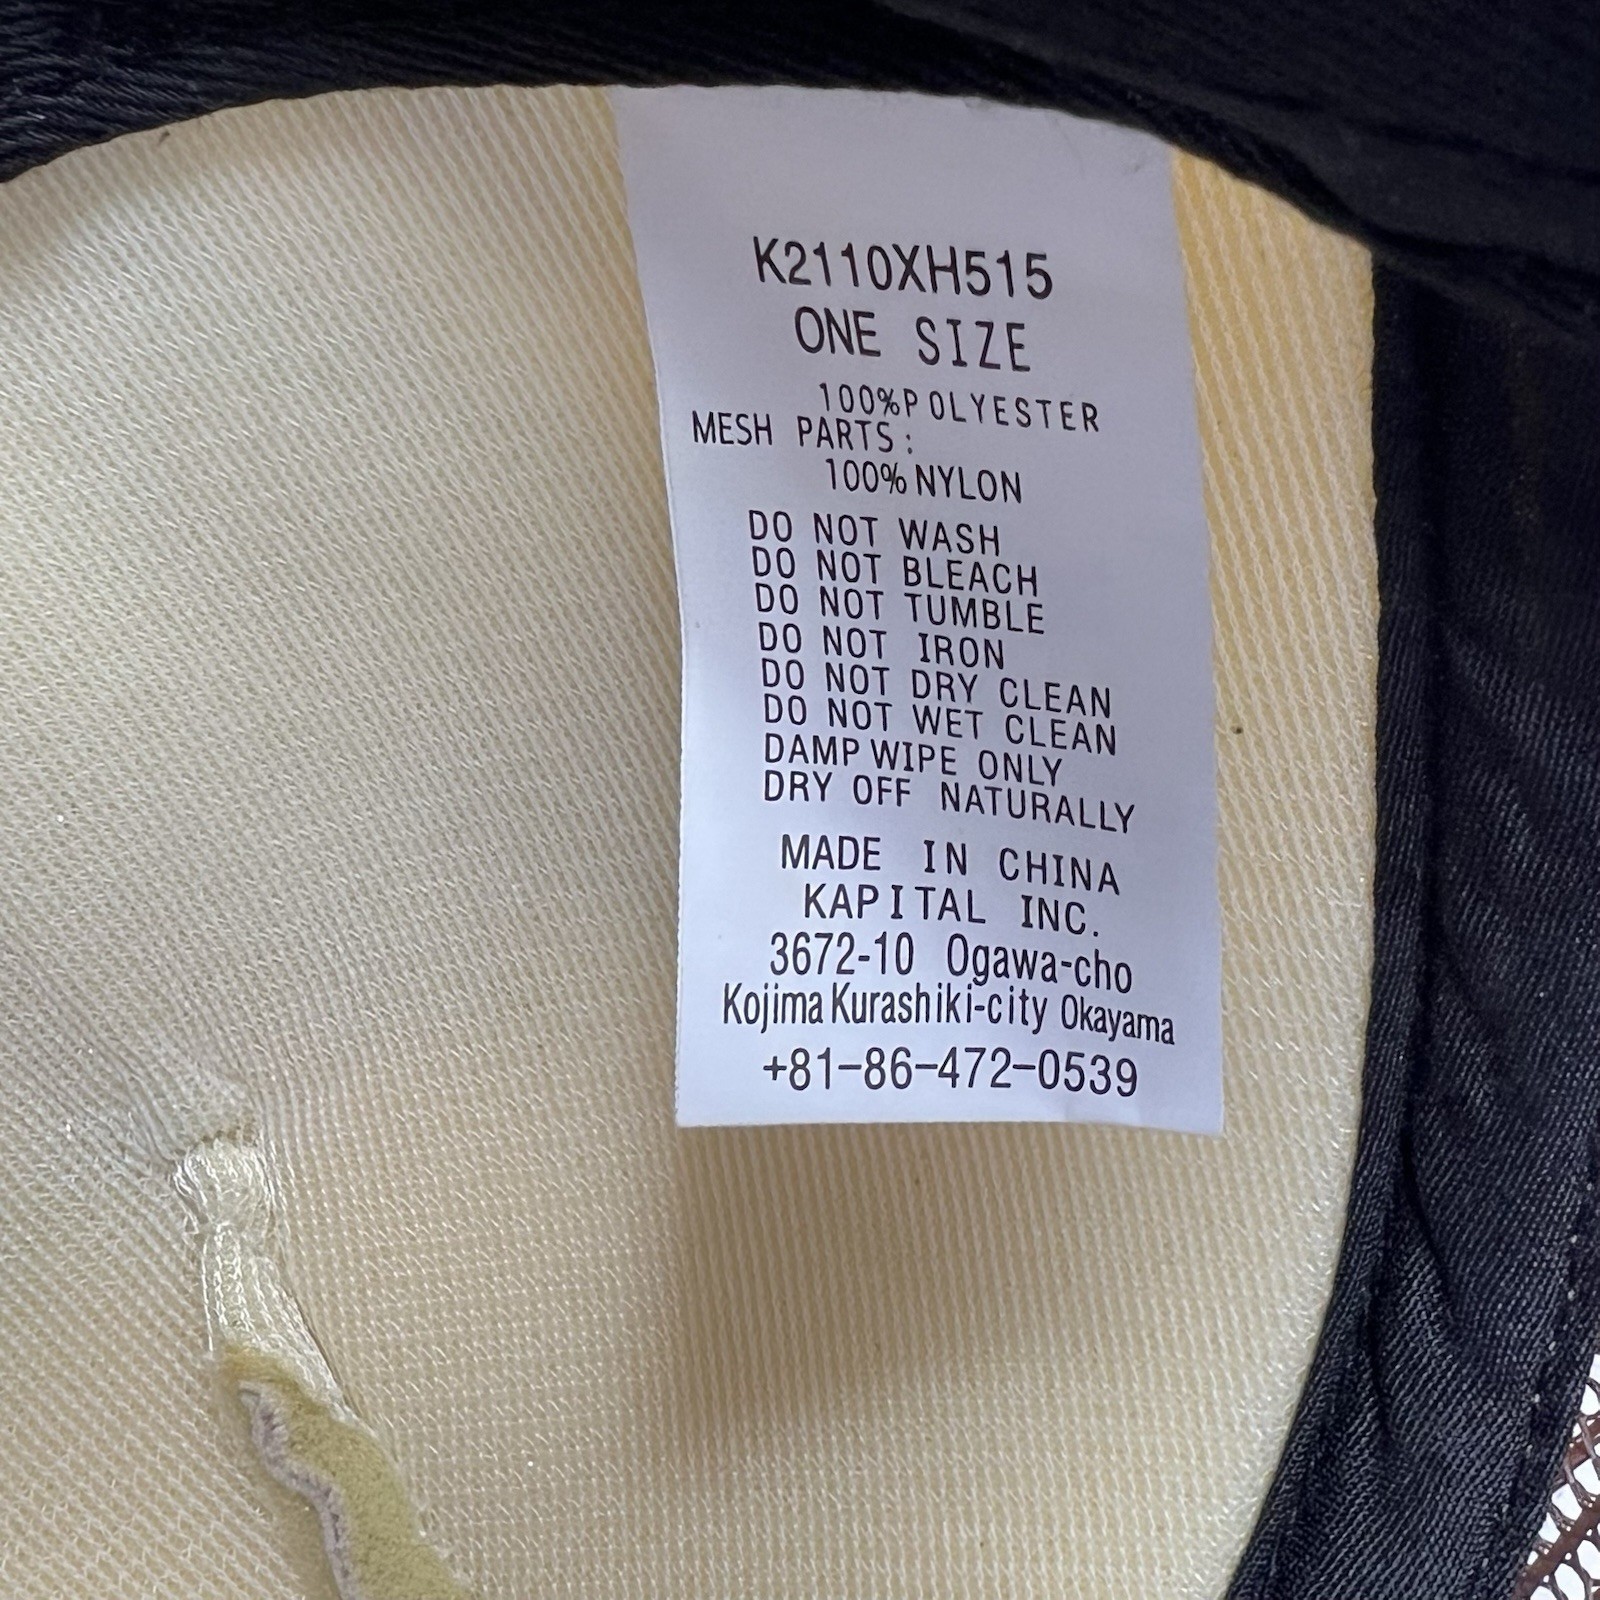 K2110XH515
ONE SIZE
100%POLYESTER
MESH PARTS:
100%NYLON
DO NOT WASH
DO NOT BLEACH
DO NOT TUMBLE
DO NOT IRON
DO NOT DRY CLEAN
DO NOT WET CLEAN
DAMP WIPE ONLY
DRY OFF NATURALLY
MADE IN CHINA
KAPITAL INC.
3672-10 Ogawa-cho
Kojima Kurashiki-city Okayama
+81-86-472-0539